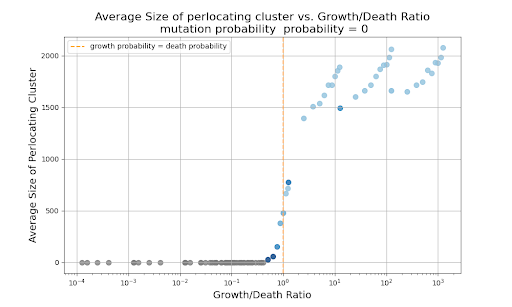 Average Size of perlocating cluster vs. Growth/Death Ratio
mutation probability  probability = 0
growth probability = death probability
Average Size of Perlocating Cluster
2000
1500
1000
500
0
10⁻⁴ 10⁻³ 10⁻² 10⁻¹ 10⁰ 10¹ 10² 10³
Growth/Death Ratio